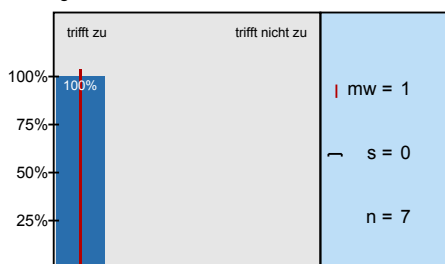 trifft zu trifft nicht zu
100%
100%
mw = 1
75%
50%
s = 0
25%
n = 7